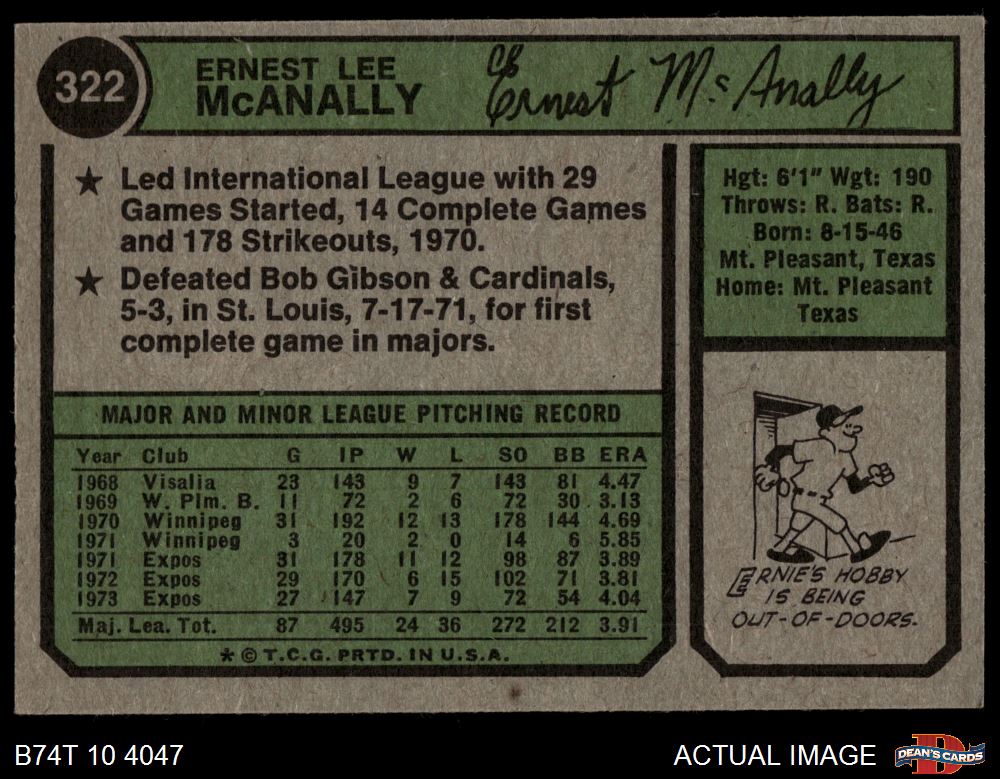 322
ERNEST LEE
McANALLY
Ernest McAnally
★ Led International League with 29
Games Started, 14 Complete Games
and 178 Strikeouts, 1970.
★ Defeated Bob Gibson & Cardinals,
5-3, in St. Louis, 7-17-71, for first
complete game in majors.
Hgt: 6'1" Wgt: 190
Throws: R. Bats: R.
Born: 8-15-46
Mt. Pleasant, Texas
Home: Mt. Pleasant
Texas
MAJOR AND MINOR LEAGUE PITCHING RECORD
Year Club G IP W L SO BB ERA
1968 Visalia 23 143 9 7 143 81 4.47
1969 W. Plm. B. 11 72 2 6 72 30 3.13
1970 Winnipeg 31 192 12 13 178 144 4.69
1971 Winnipeg 3 20 2 0 14 6 5.85
1971 Expos 31 178 11 12 98 87 3.89
1972 Expos 29 170 6 15 102 71 3.81
1973 Expos 27 147 7 9 72 54 4.04
Maj. Lea. Tot. 87 495 24 36 272 212 3.91
* © T.C.G. PRTD. IN U.S.A.
ERNIE'S HOBBY
IS BEING
OUT-OF-DOORS.
B74T 10 4047
ACTUAL IMAGE
DEAN'S CARDS